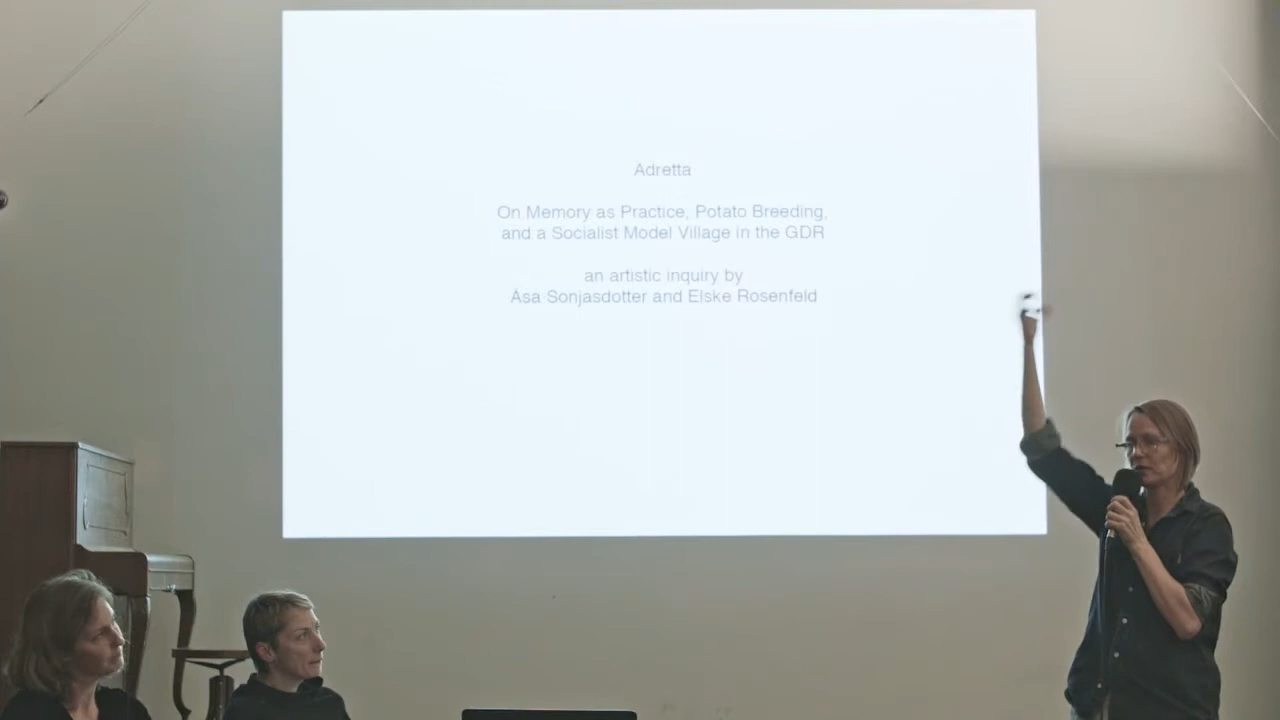 Adretta
On Memory as Practice, Potato Breeding,
and a Socialist Model Village in the GDR
an artistic inquiry by
Åsa Sonjasdotter and Elske Rosenfeld